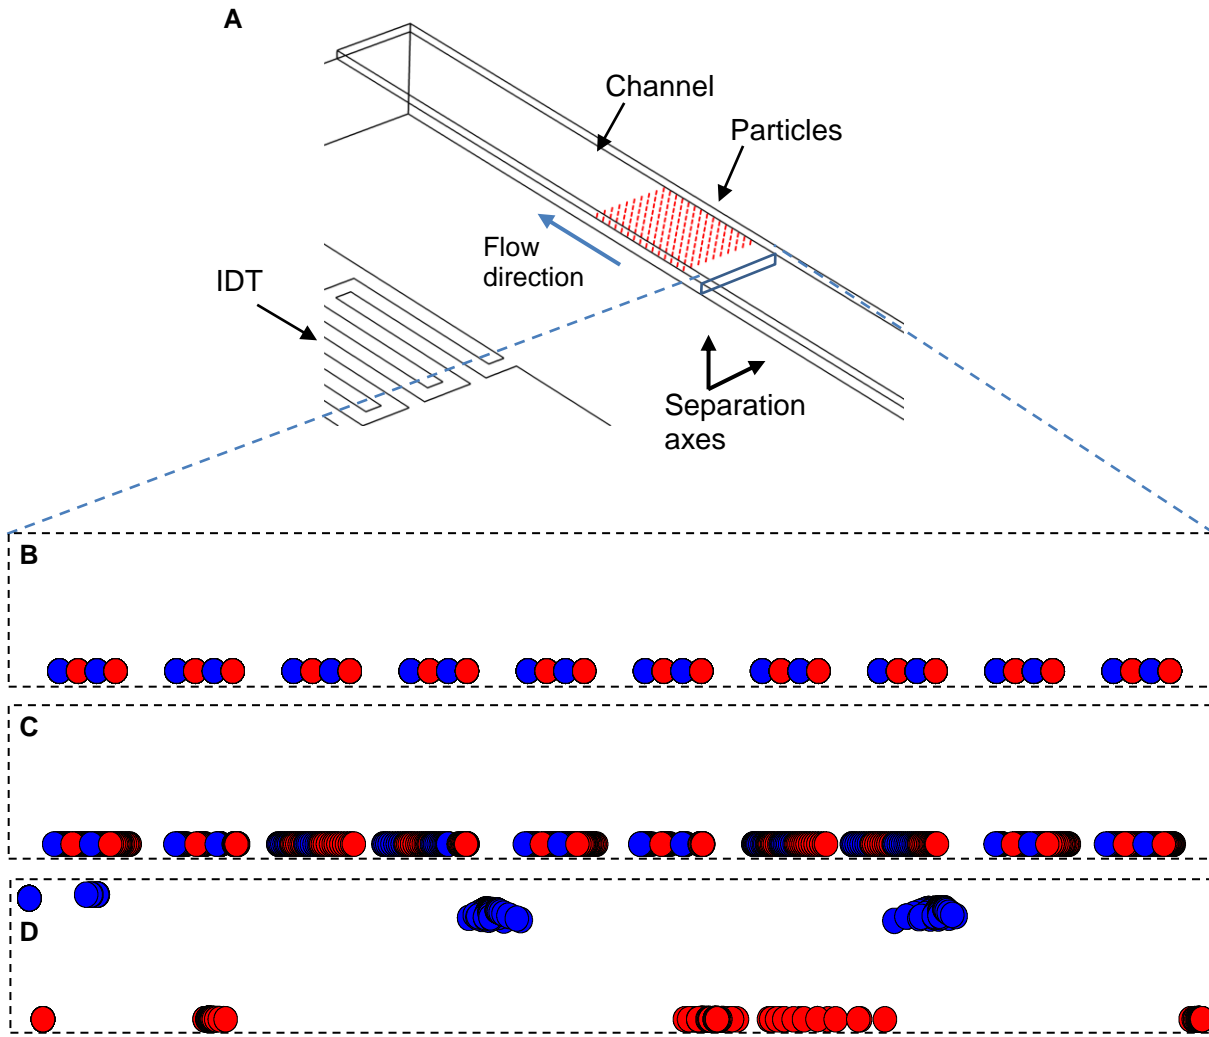 A
Channel
Particles
Flow
direction
IDT
Separation
axes
B
C
D